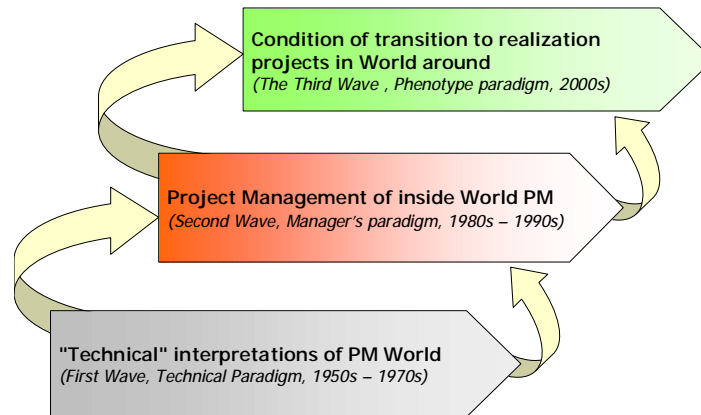 Condition of transition to realization
projects in World around
(The Third Wave , Phenotype paradigm, 2000s)
Project Management of inside World PM
(Second Wave, Manager's paradigm, 1980s – 1990s)
"Technical" interpretations of PM World
(First Wave, Technical Paradigm, 1950s – 1970s)